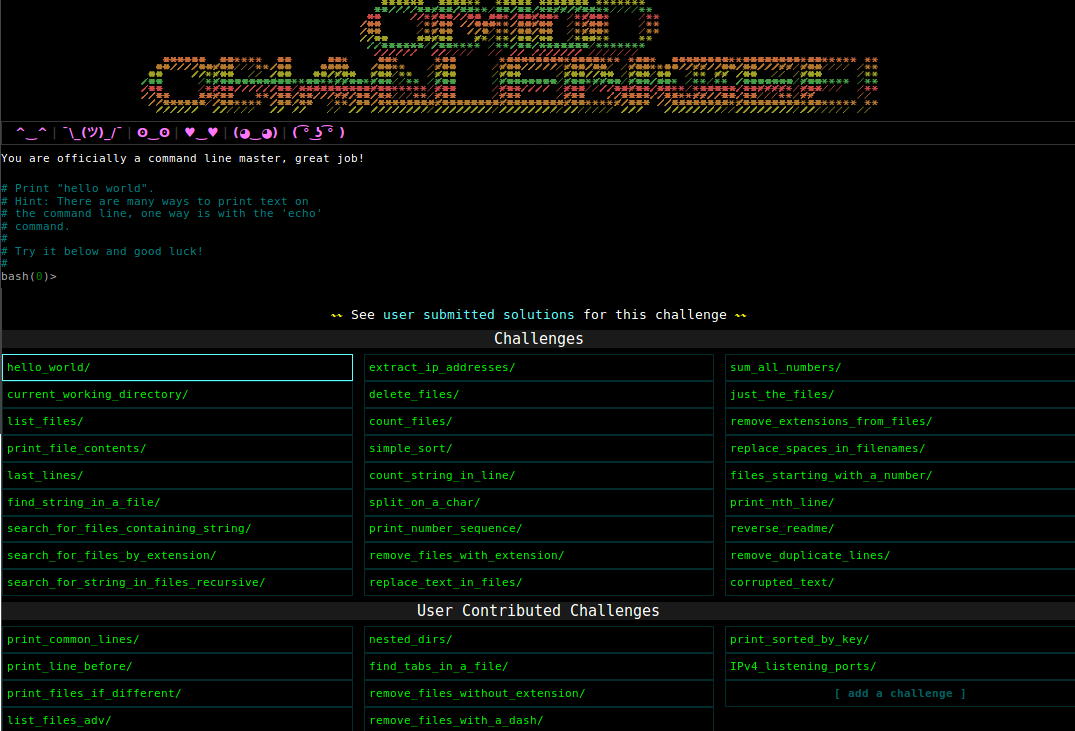 CMD
CHALLENGE
^‿^ | ¯\_(ツ)_/¯ | ʘ‿ʘ | ♥‿♥ | (◕‿◕) | ( ͡° ͜ʖ ͡° )
You are officially a command line master, great job!
# Print "hello world".
# Hint: There are many ways to print text on
# the command line, one way is with the 'echo'
# command.
#
# Try it below and good luck!
#
bash(0)>
~~ See user submitted solutions for this challenge ~~
Challenges
hello_world/ extract_ip_addresses/ sum_all_numbers/
current_working_directory/ delete_files/ just_the_files/
list_files/ count_files/ remove_extensions_from_files/
print_file_contents/ simple_sort/ replace_spaces_in_filenames/
last_lines/ count_string_in_line/ files_starting_with_a_number/
find_string_in_a_file/ split_on_a_char/ print_nth_line/
search_for_files_containing_string/ print_number_sequence/ reverse_readme/
search_for_files_by_extension/ remove_files_with_extension/ remove_duplicate_lines/
search_for_string_in_files_recursive/ replace_text_in_files/ corrupted_text/
User Contributed Challenges
print_common_lines/ nested_dirs/ print_sorted_by_key/
print_line_before/ find_tabs_in_a_file/ IPv4_listening_ports/
print_files_if_different/ remove_files_without_extension/ [ add a challenge ]
list_files_adv/ remove_files_with_a_dash/